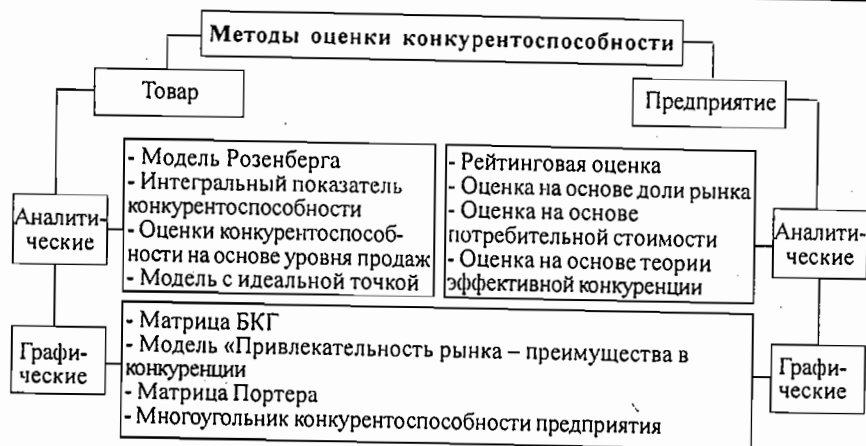 Методы оценки конкурентоспособности
Товар
Предприятие
Аналити-
ческие
- Модель Розенберга
- Интегральный показатель
конкурентоспособности
- Оценки конкурентоспособ-
ности на основе уровня продаж
- Модель с идеальной точкой
- Рейтинговая оценка
- Оценка на основе доли рынка
- Оценка на основе
потребительной стоимости
- Оценка на основе теории
эффективной конкуренции
Аналити-
ческие
Графи-
ческие
- Матрица БКГ
- Модель «Привлекательность рынка – преимущества в
конкуренции
- Матрица Портера
- Многоугольник конкурентоспособности предприятия
Графи-
ческие